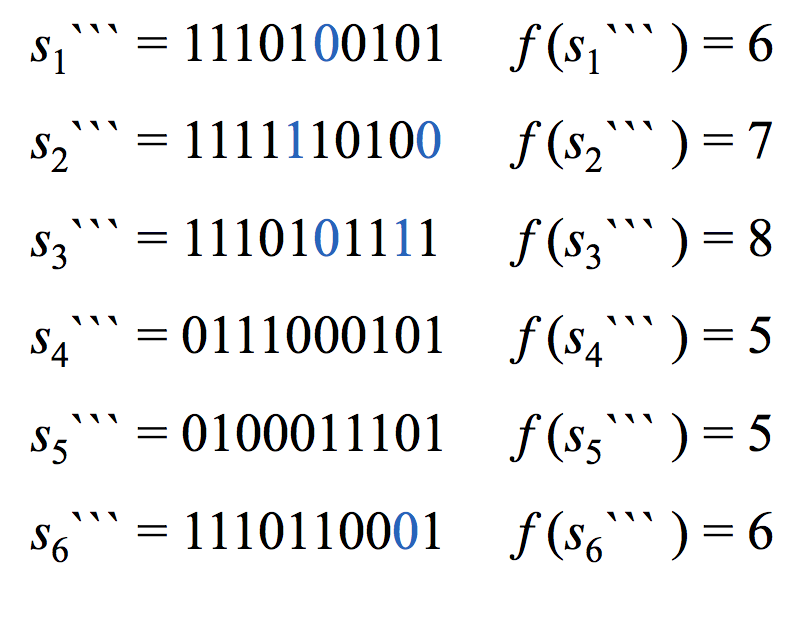 s₁``` = 1110100101 f(s₁``` ) = 6
s₂``` = 1111110100 f(s₂``` ) = 7
s₃``` = 1110101111 f(s₃``` ) = 8
s₄``` = 0111000101 f(s₄``` ) = 5
s₅``` = 0100011101 f(s₅``` ) = 5
s₆``` = 1110110001 f(s₆``` ) = 6